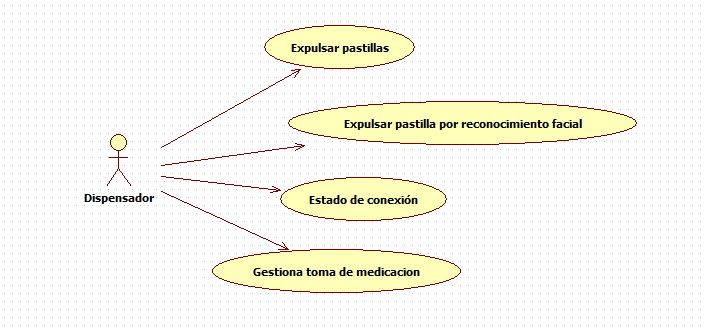 Expulsar pastillas
Expulsar pastilla por reconocimiento facial
Dispensador
Estado de conexión
Gestiona toma de medicacion